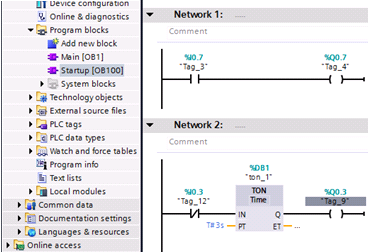 Device configuration
Online & diagnostics
Program blocks
Add new block
Main [OB1]
Startup [OB100]
System blocks
Technology objects
External source files
PLC tags
PLC data types
Watch and force tables
Program info
Text lists
Local modules
Common data
Documentation settings
Languages & resources
Online access
Network 1: .....
Comment
%I0.7 %Q0.7
"Tag_3" "Tag_4"
Network 2: .....
Comment
%DB1
"ton_1"
%I0.3 TON %Q0.3
"Tag_12" Time "Tag_9"
IN Q
T#3s PT ET ...